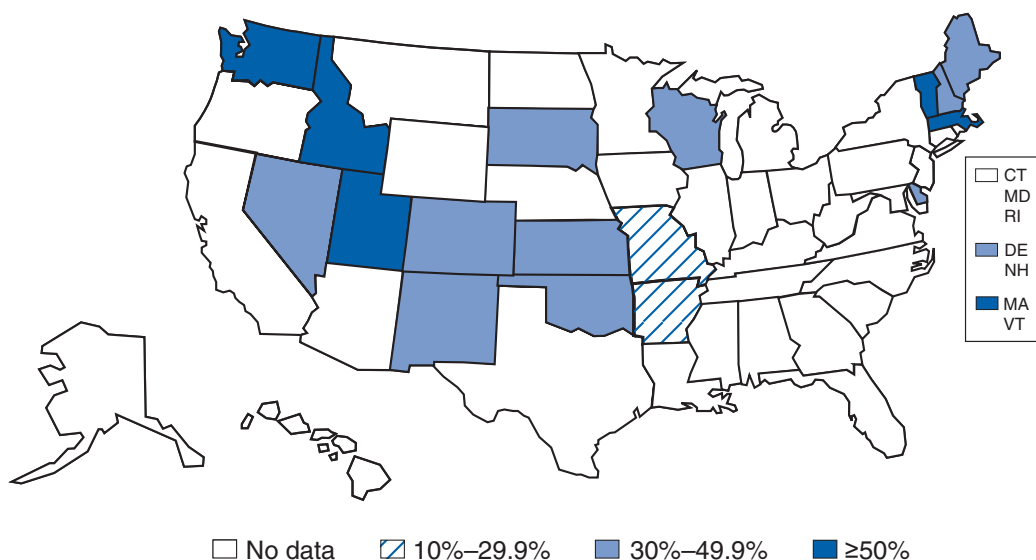 CT
MD
RI
DE
NH
MA
VT
No data 10%–29.9% 30%–49.9% ≥50%